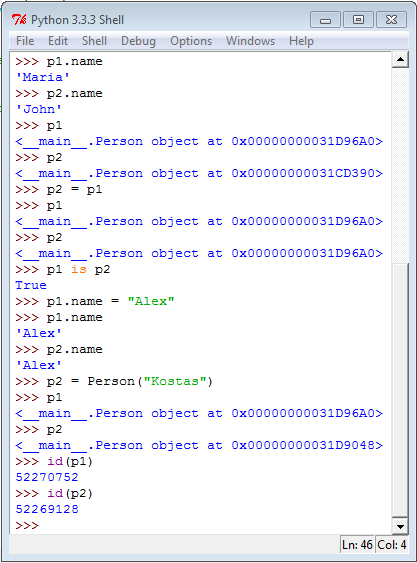 Python 3.3.3 Shell
File Edit Shell Debug Options Windows Help
>>> p1.name
'Maria'
>>> p2.name
'John'
>>> p1
<__main__.Person object at 0x00000000031D96A0>
>>> p2
<__main__.Person object at 0x00000000031CD390>
>>> p2 = p1
>>> p1
<__main__.Person object at 0x00000000031D96A0>
>>> p2
<__main__.Person object at 0x00000000031D96A0>
>>> p1 is p2
True
>>> p1.name = "Alex"
>>> p1.name
'Alex'
>>> p2.name
'Alex'
>>> p2 = Person("Kostas")
>>> p1
<__main__.Person object at 0x00000000031D96A0>
>>> p2
<__main__.Person object at 0x00000000031D9048>
>>> id(p1)
52270752
>>> id(p2)
52269128
>>>
Ln: 46 Col: 4